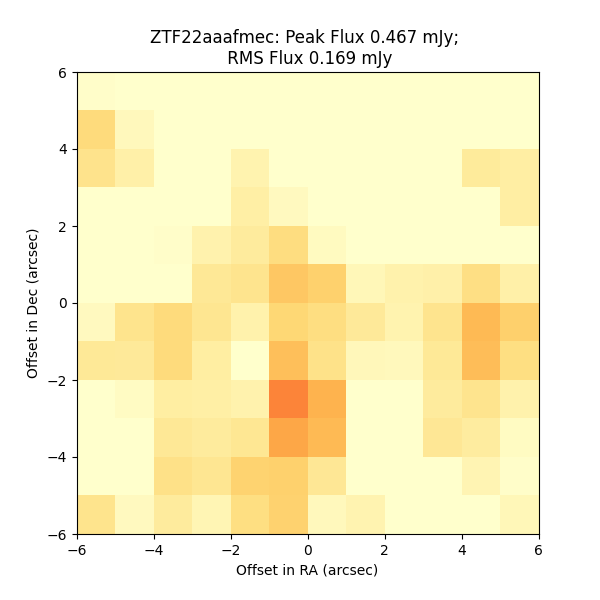 ZTF22aaafmec: Peak Flux 0.467 mJy;
RMS Flux 0.169 mJy
6
4
2
0
−2
−4
−6
Offset in Dec (arcsec)
−6 −4 −2 0 2 4 6
Offset in RA (arcsec)